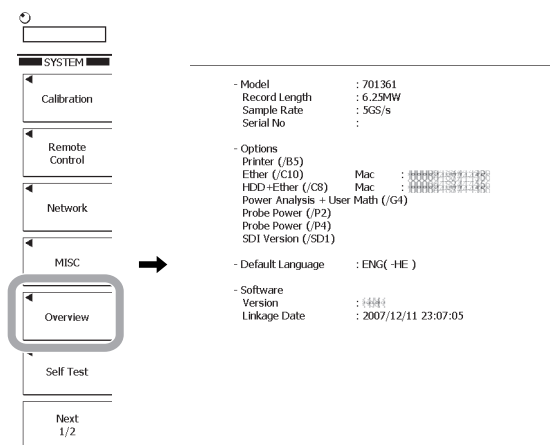 SYSTEM
Calibration
Remote
Control
Network
MISC
Overview
Self Test
Next
1/2
- Model : 701361
Record Length : 6.25MW
Sample Rate : 5GS/s
Serial No :
- Options
Printer (/B5)
Ether (/C10) Mac :
HDD+Ether (/C8) Mac :
Power Analysis + User Math (/G4)
Probe Power (/P2)
Probe Power (/P4)
SDI Version (/SD1)
- Default Language : ENG( -HE )
- Software
Version :
Linkage Date : 2007/12/11 23:07:05